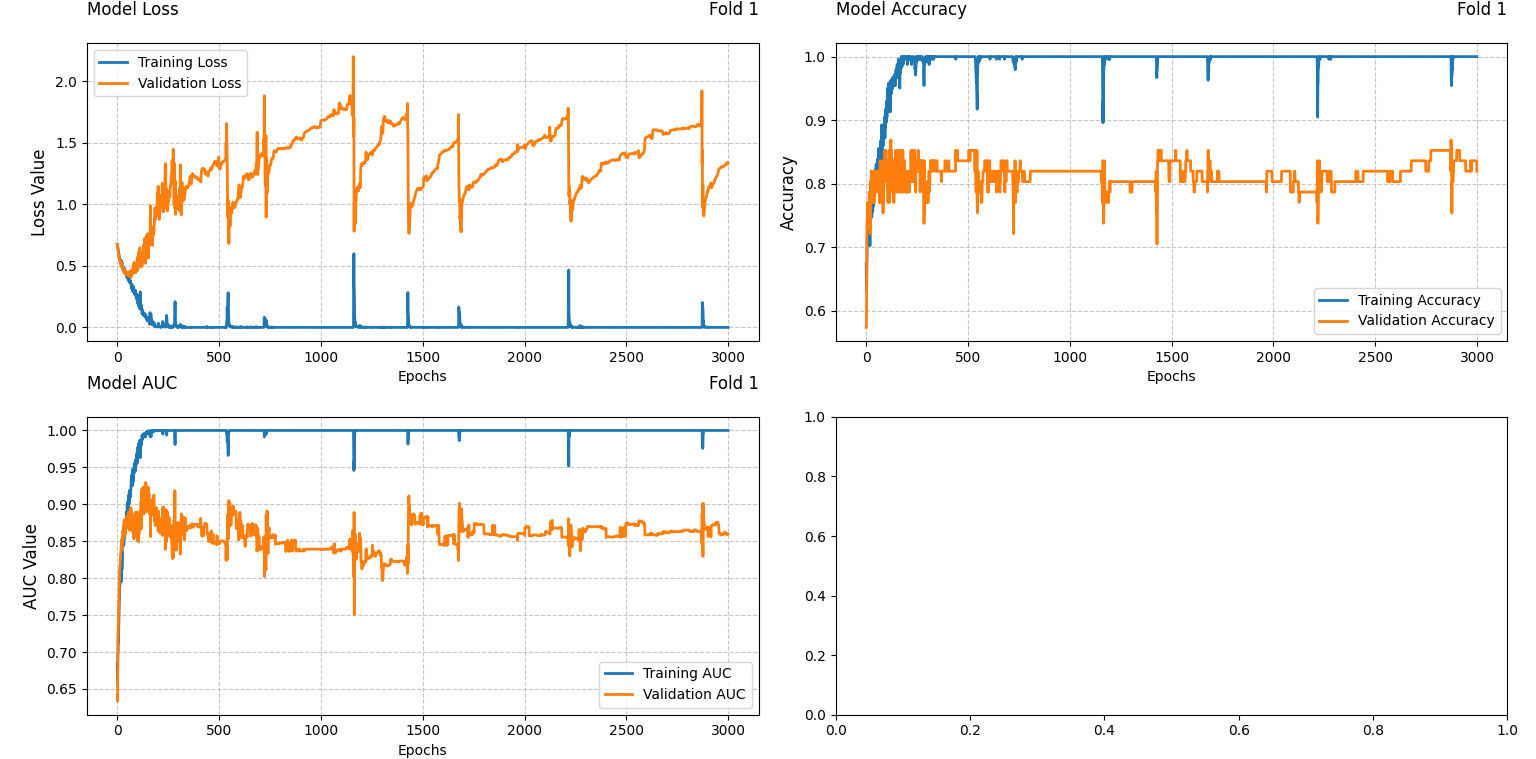 Model Loss Fold 1
Training Loss
Validation Loss
Loss Value
2.0
1.5
1.0
0.5
0.0
0 500 1000 1500 2000 2500 3000
Epochs
Model Accuracy Fold 1
Accuracy
1.0
0.9
0.8
0.7
0.6
Training Accuracy
Validation Accuracy
0 500 1000 1500 2000 2500 3000
Epochs
Model AUC Fold 1
AUC Value
1.00
0.95
0.90
0.85
0.80
0.75
0.70
0.65
Training AUC
Validation AUC
0 500 1000 1500 2000 2500 3000
Epochs
1.0
0.8
0.6
0.4
0.2
0.0
0.0 0.2 0.4 0.6 0.8 1.0